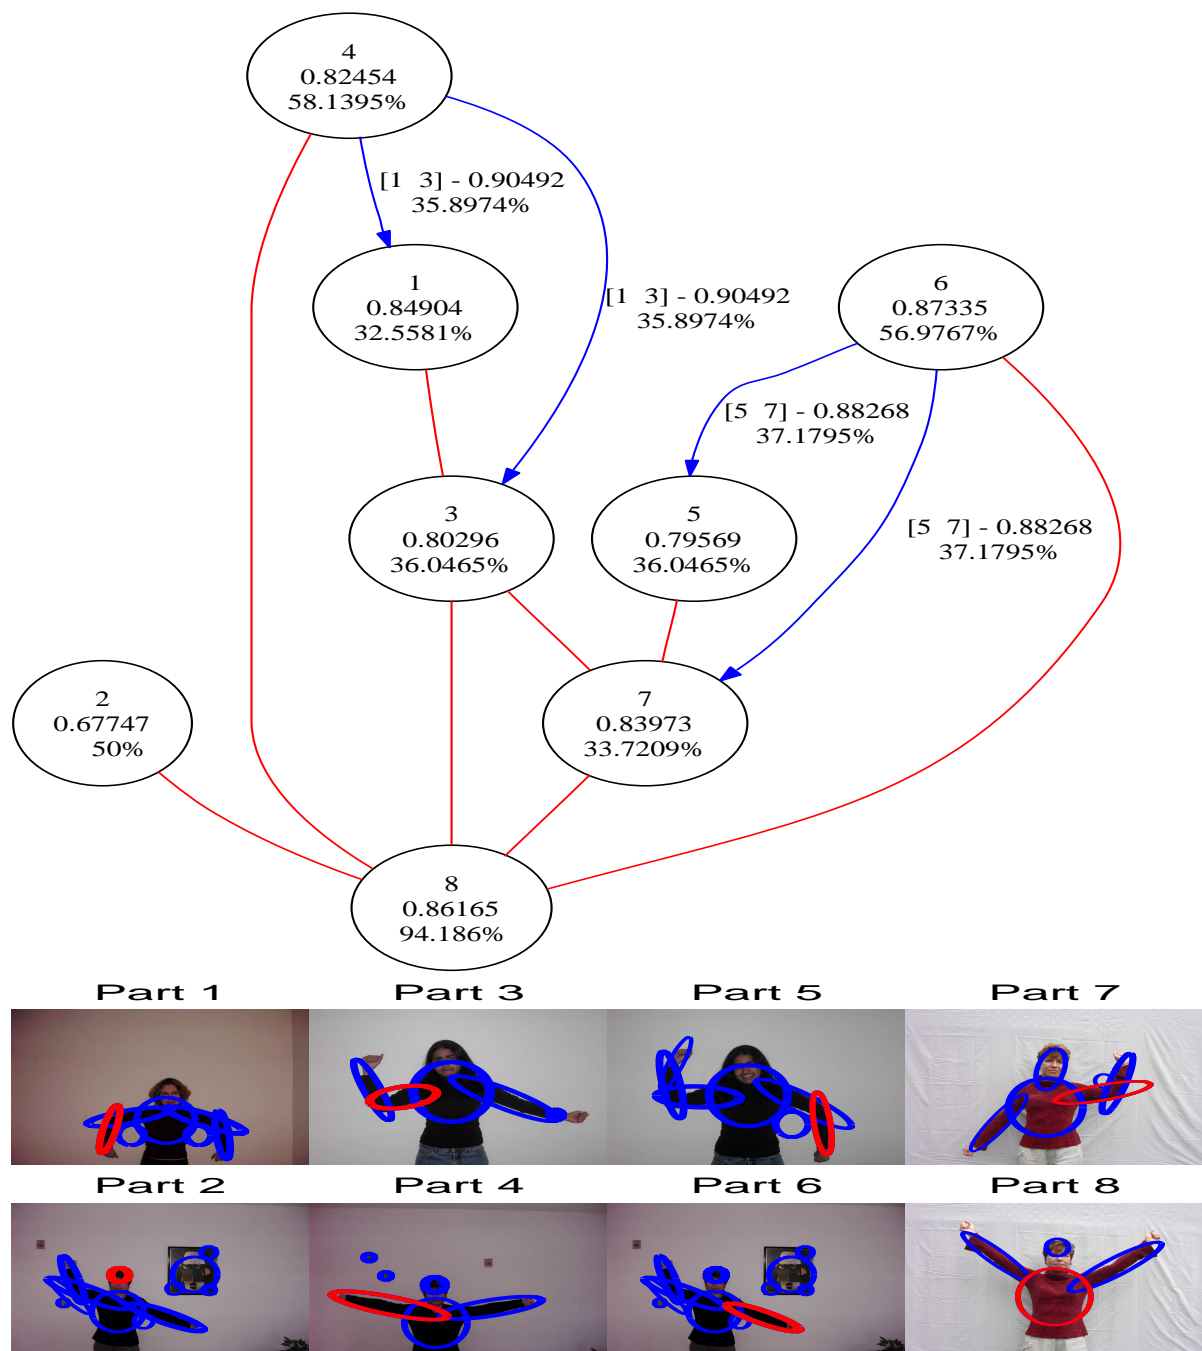 4
0.82454
58.1395%
[1  3] - 0.90492
35.8974%
1
0.84904
32.5581%
[1  3] - 0.90492
35.8974%
6
0.87335
56.9767%
[5  7] - 0.88268
37.1795%
[5  7] - 0.88268
37.1795%
3
0.80296
36.0465%
5
0.79569
36.0465%
2
0.67747
50%
7
0.83973
33.7209%
8
0.86165
94.186%
Part 1
Part 3
Part 5
Part 7
Part 2
Part 4
Part 6
Part 8